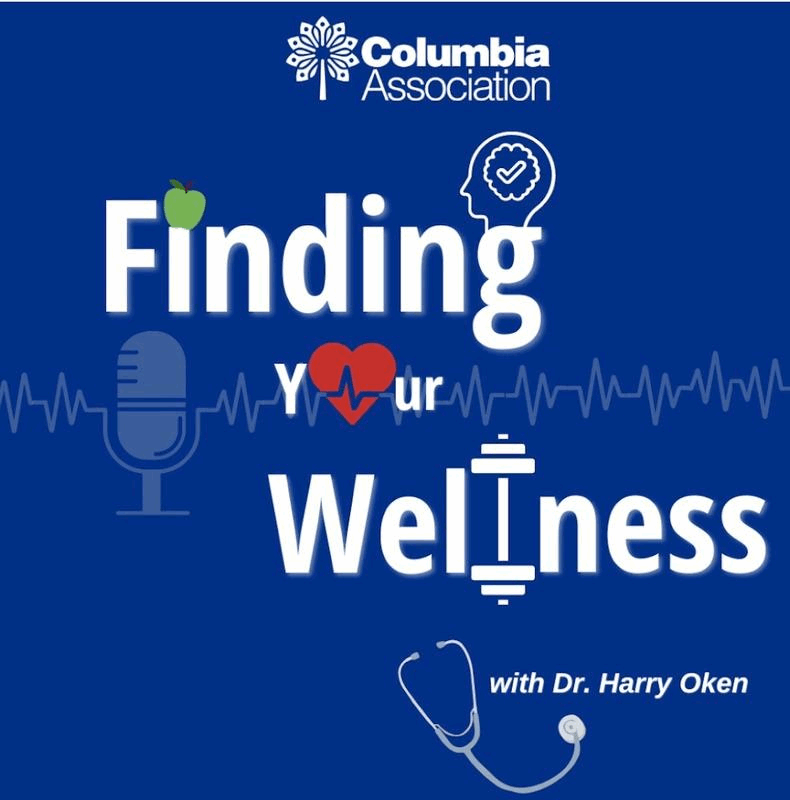 Columbia
Association
Finding
Your
Wellness
with Dr. Harry Oken